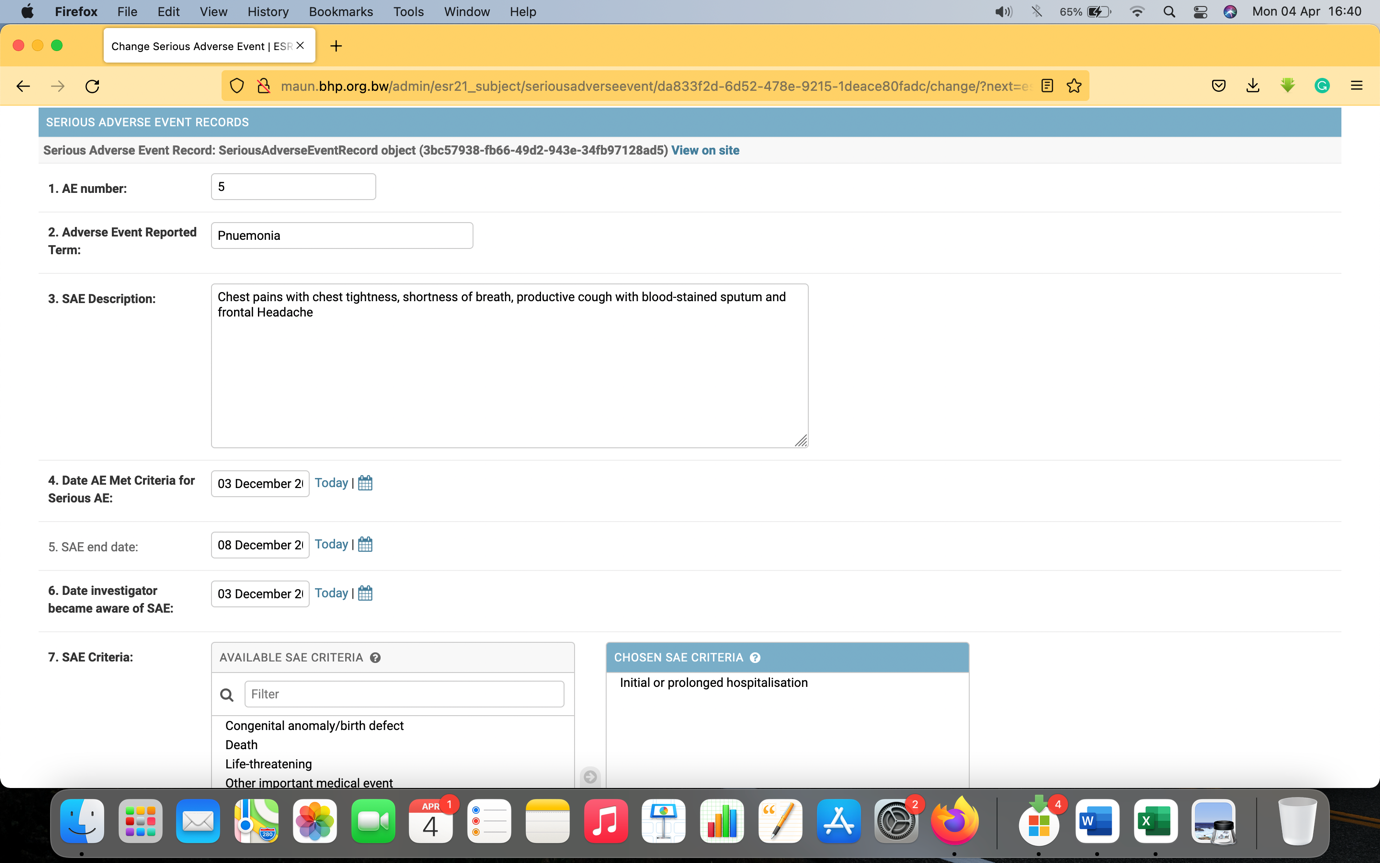 Firefox File Edit View History Bookmarks Tools Window Help 65% Mon 04 Apr 16:40
Change Serious Adverse Event | ESR
maun.bhp.org.bw/admin/esr21_subject/seriousadverseevent/da833f2d-6d52-478e-9215-1deace80fadc/change/?next=e
SERIOUS ADVERSE EVENT RECORDS
Serious Adverse Event Record: SeriousAdverseEventRecord object (3bc57938-fb66-49d2-943e-34fb97128ad5) View on site
1. AE number:
5
2. Adverse Event Reported
Term:
Pnuemonia
3. SAE Description:
Chest pains with chest tightness, shortness of breath, productive cough with blood-stained sputum and
frontal Headache
4. Date AE Met Criteria for
Serious AE:
03 December 2 Today |
5. SAE end date:
08 December 2 Today |
6. Date investigator
became aware of SAE:
03 December 2 Today |
7. SAE Criteria:
AVAILABLE SAE CRITERIA ?
Filter
Congenital anomaly/birth defect
Death
Life-threatening
Other important medical event
CHOSEN SAE CRITERIA ?
Initial or prolonged hospitalisation
APR 4
1
2
4
W
X
280